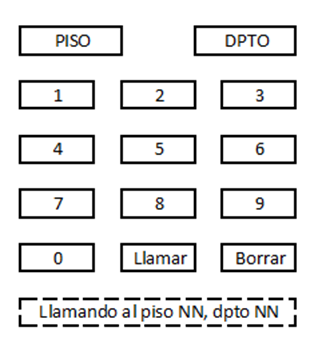 PISO DPTO
1 2 3
4 5 6
7 8 9
0 Llamar Borrar
Llamando al piso NN, dpto NN